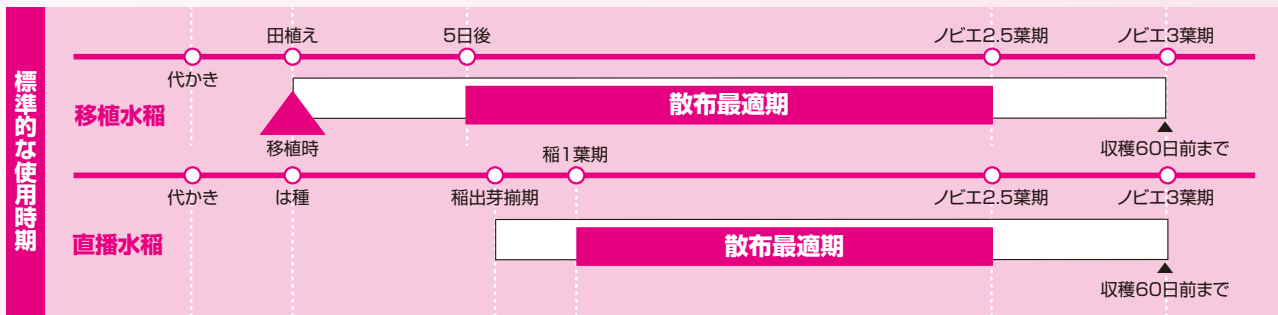 標準的な使用時期
田植え
5日後
ノビエ2.5葉期
ノビエ3葉期
代かき
移植水稲
散布最適期
移植時
収穫60日前まで
稲1葉期
代かき
は種
稲出芽揃期
ノビエ2.5葉期
ノビエ3葉期
直播水稲
散布最適期
収穫60日前まで